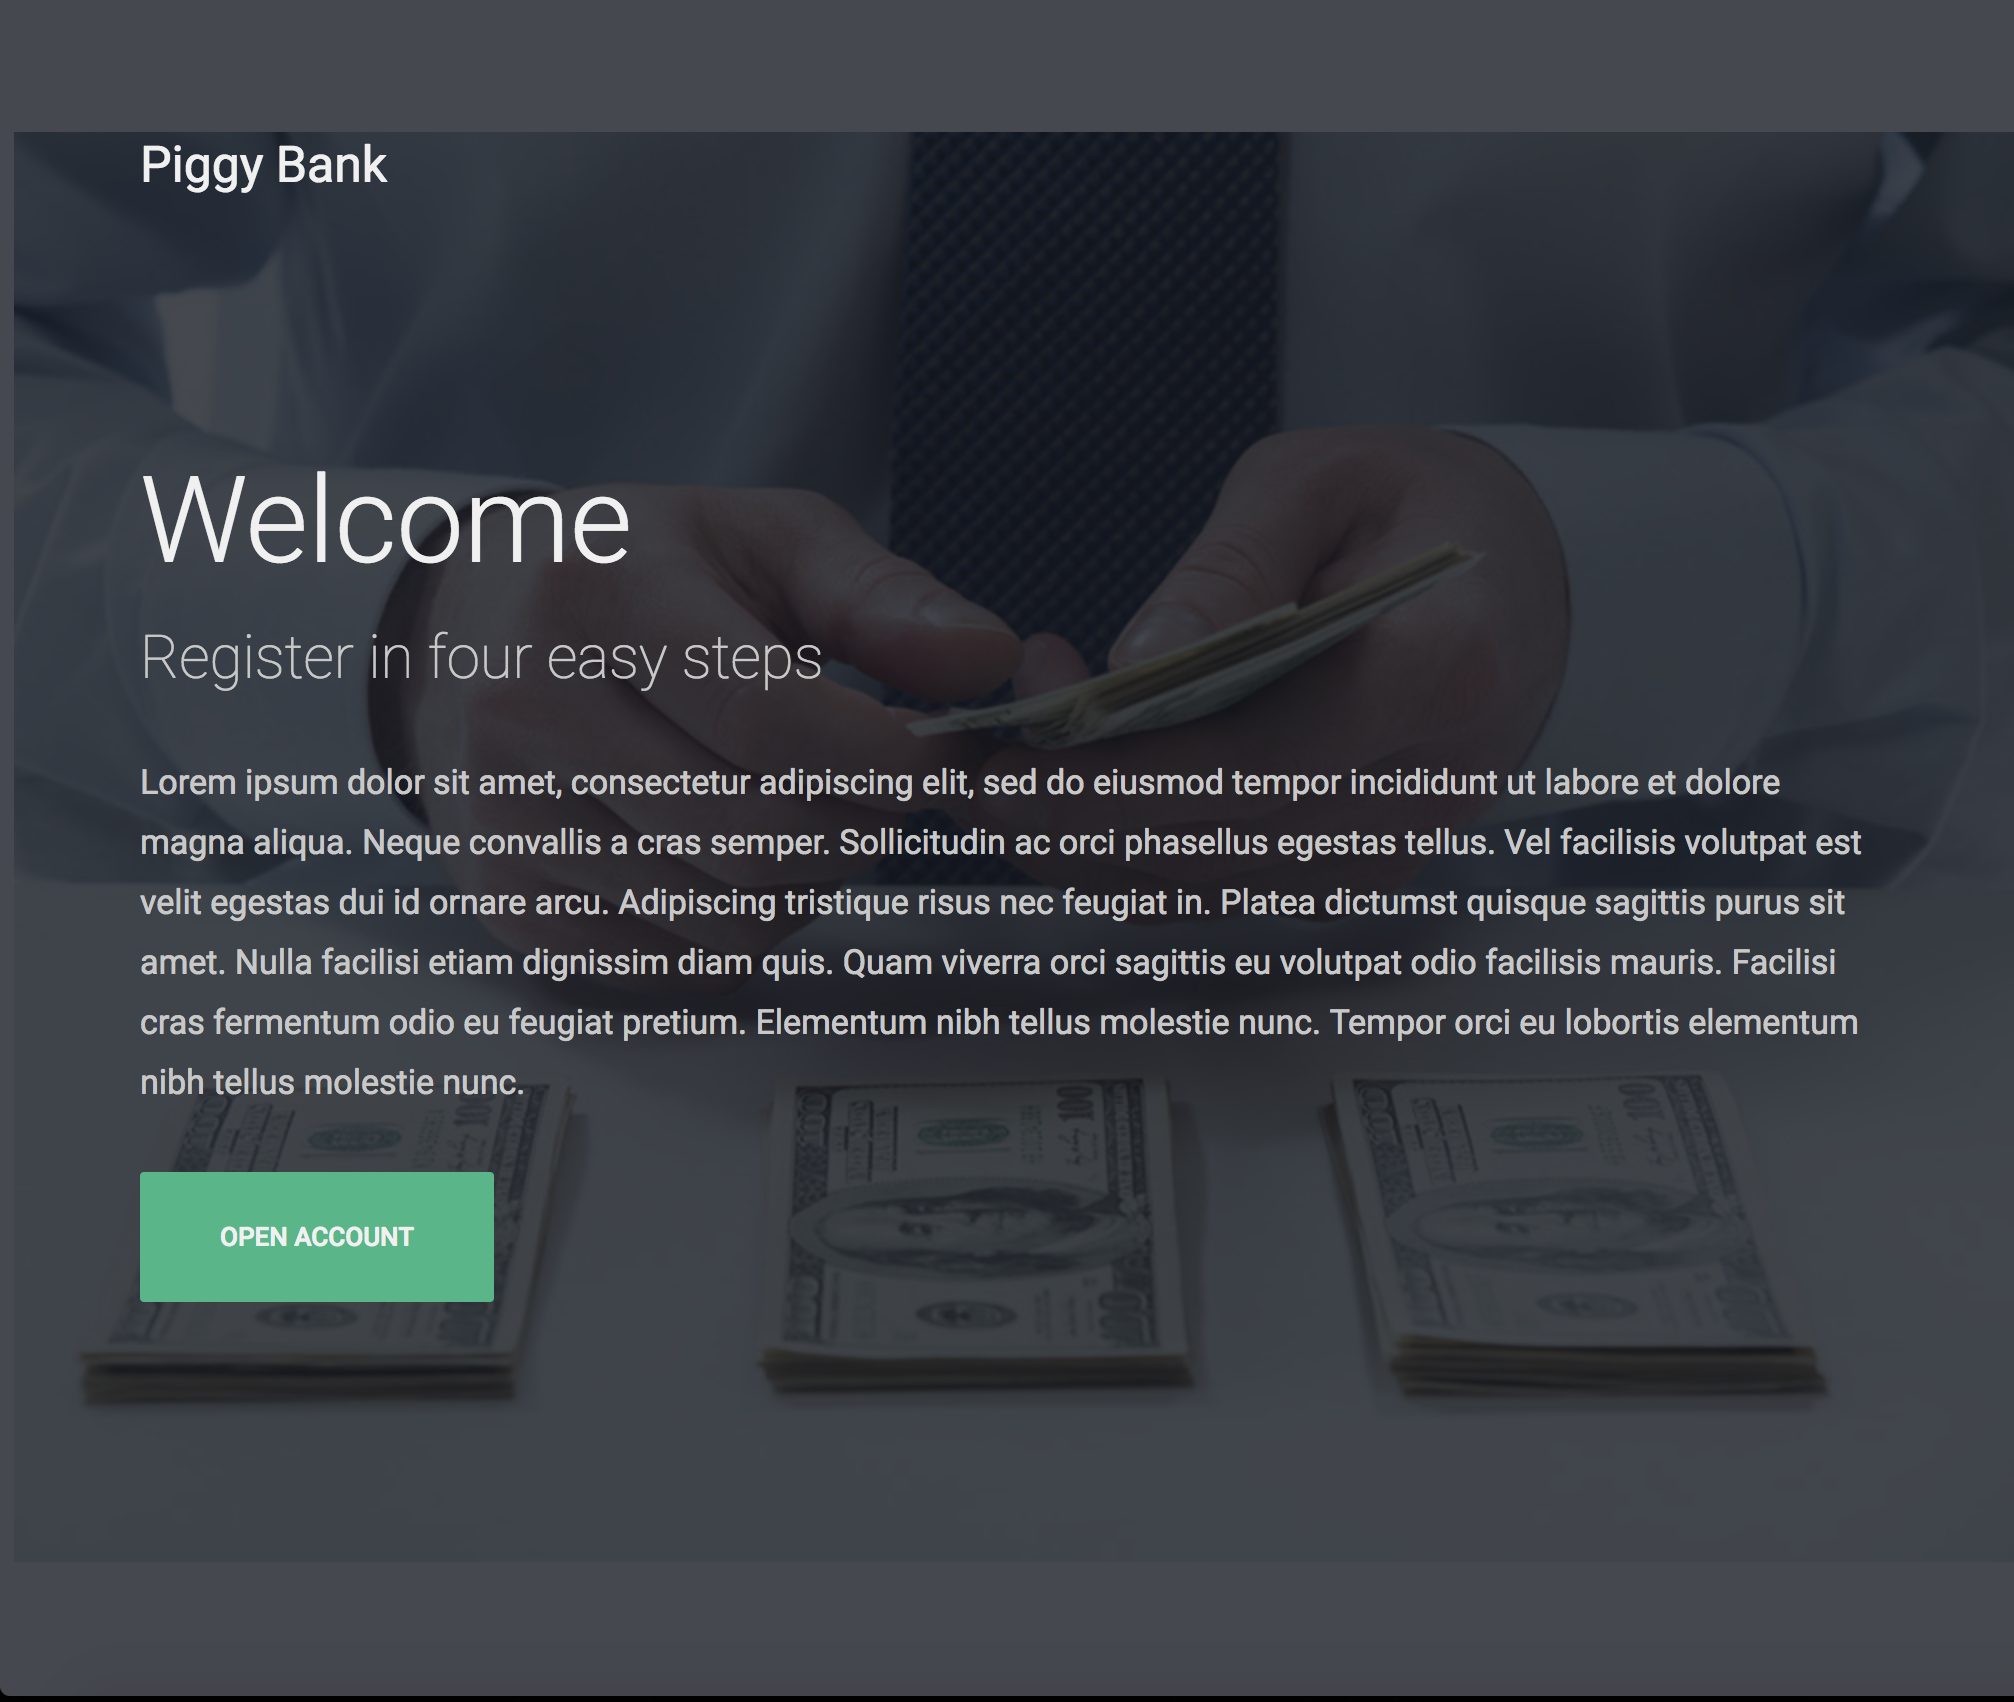 Piggy Bank
Welcome
Register in four easy steps
Lorem ipsum dolor sit amet, consectetur adipiscing elit, sed do eiusmod tempor incididunt ut labore et dolore
magna aliqua. Neque convallis a cras semper. Sollicitudin ac orci phasellus egestas tellus. Vel facilisis volutpat est
velit egestas dui id ornare arcu. Adipiscing tristique risus nec feugiat in. Platea dictumst quisque sagittis purus sit
amet. Nulla facilisi etiam dignissim diam quis. Quam viverra orci sagittis eu volutpat odio facilisis mauris. Facilisi
cras fermentum odio eu feugiat pretium. Elementum nibh tellus molestie nunc. Tempor orci eu lobortis elementum
nibh tellus molestie nunc.
100
100
100
OPEN ACCOUNT